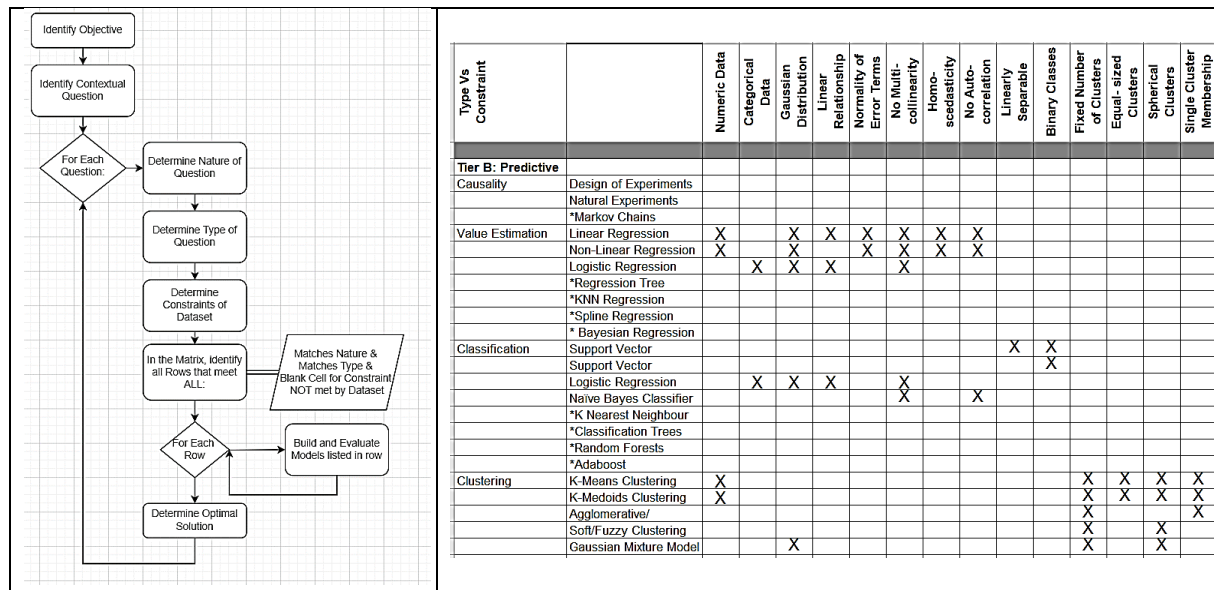 Identify Objective
Identify Contextual
Question
For Each
Question:
Determine Nature of
Question
Determine Type of
Question
Determine
Constraints of
Dataset
In the Matrix, identify
all Rows that meet
ALL:
Matches Nature &
Matches Type &
Blank Cell for Constraint
NOT met by Dataset
For Each
Row
Build and Evaluate
Models listed in row
Determine Optimal
Solution
Type Vs
Constraint
Numeric Data
Categorical
Data
Gaussian
Distribution
Linear
Relationship
Normality of
Error Terms
No Multi-
collinearity
Homo-
scedasticity
No Auto-
correlation
Linearly
Separable
Binary Classes
Fixed Number
of Clusters
Equal- sized
Clusters
Spherical
Clusters
Single Cluster
Membership
Tier B: Predictive
Causality Design of Experiments
Natural Experiments
*Markov Chains
Value Estimation Linear Regression X X X X X X X
Non-Linear Regression X X X X X X
Logistic Regression X X X X
*Regression Tree
*KNN Regression
*Spline Regression
* Bayesian Regression
Classification Support Vector X X
Support Vector X
Logistic Regression X X X X
Naïve Bayes Classifier X X
*K Nearest Neighbour
*Classification Trees
*Random Forests
*Adaboost
Clustering K-Means Clustering X X X X X
K-Medoids Clustering X X X X X
Agglomerative/ X X
Soft/Fuzzy Clustering X X
Gaussian Mixture Model X X X